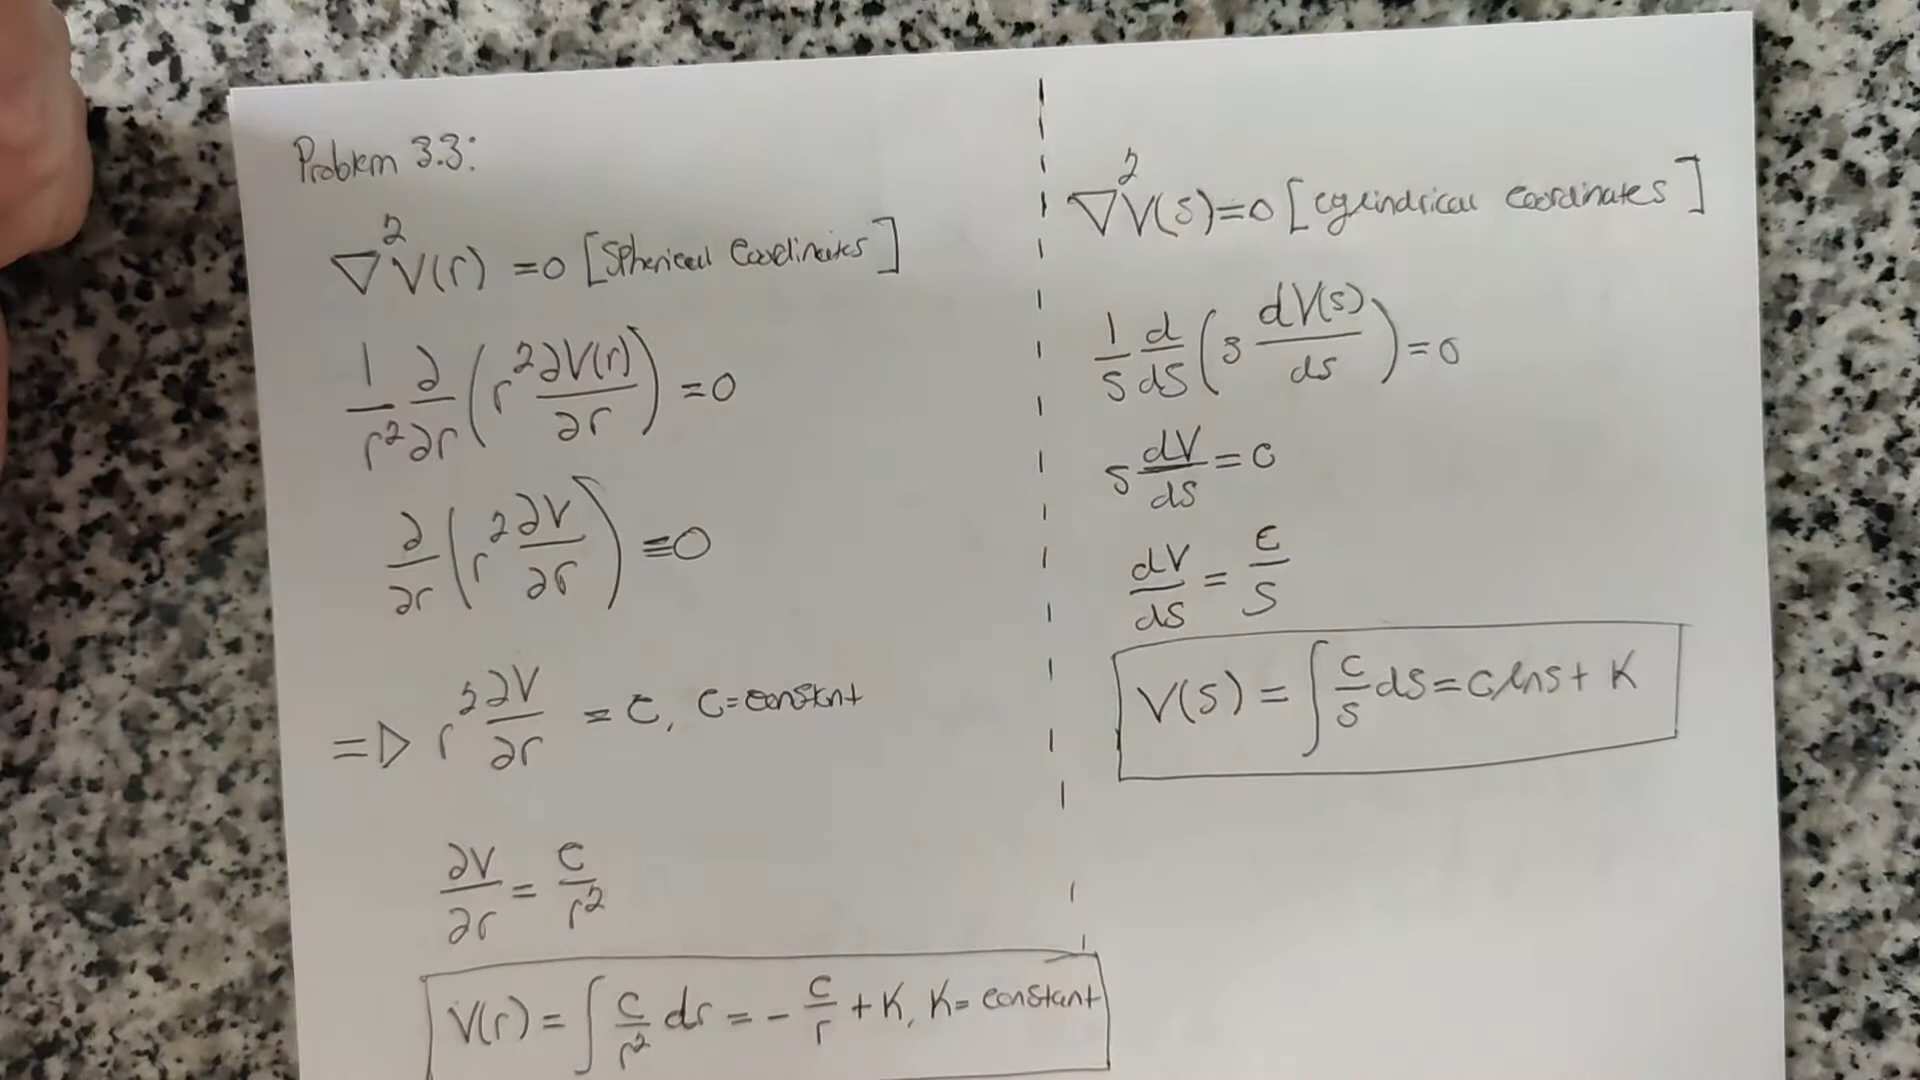 Problem 3.3:
∇²V(r) = 0 [Spherical Coordinates]
1/r² ∂/∂r (r² ∂V(r)/∂r) = 0
∂/∂r (r² ∂V/∂r) = 0
=> r² ∂V/∂r = C, C = constant
∂V/∂r = C/r²
V(r) = ∫ C/r² dr = - C/r + K, K = constant
∇²V(s) = 0 [cylindrical coordinates]
1/s d/ds (s dV(s)/ds) = 0
s dV/ds = C
dV/ds = C/s
V(s) = ∫ C/s ds = C ln s + K